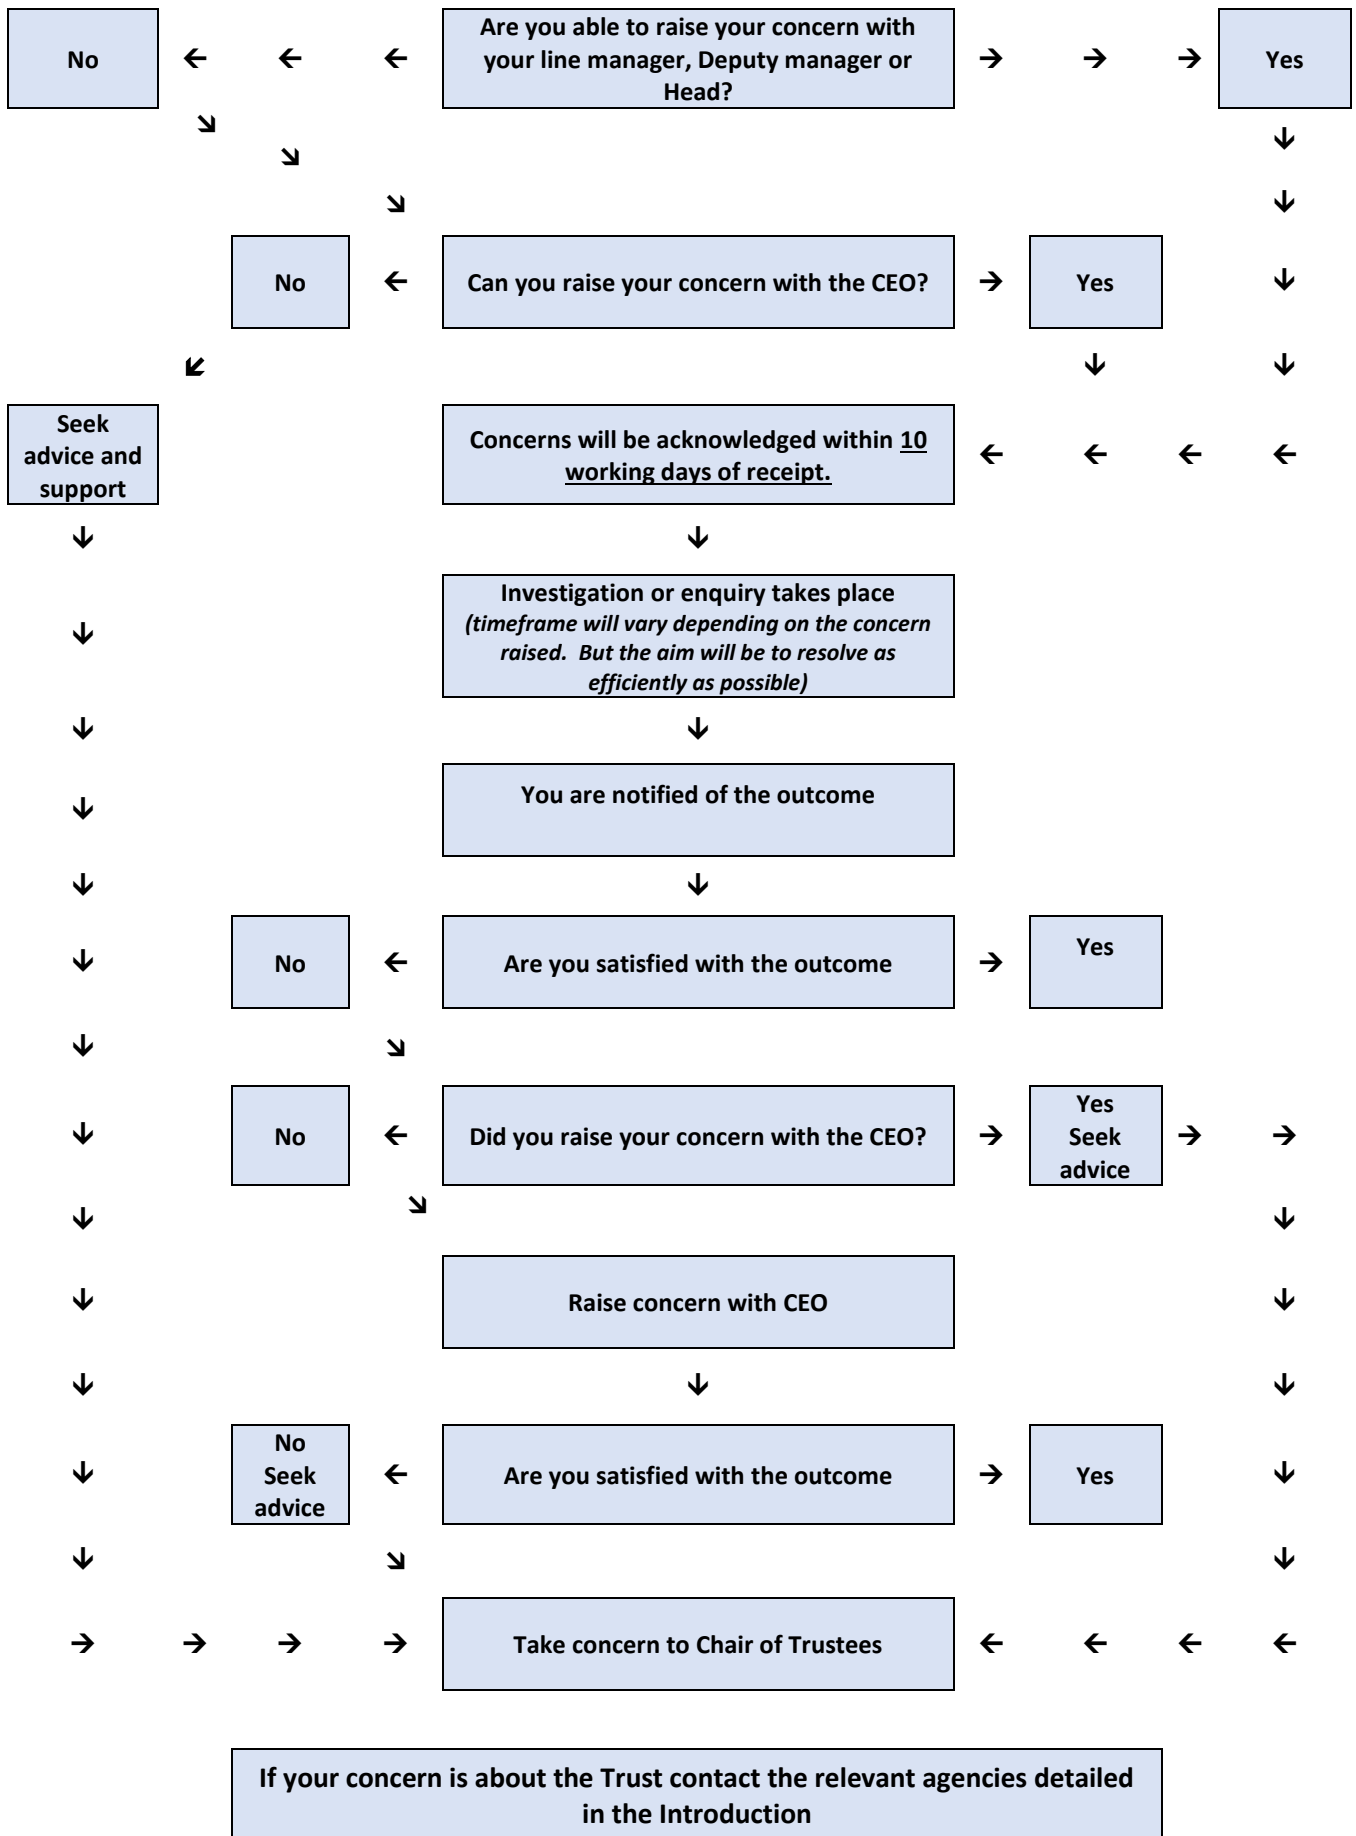 No
Are you able to raise your concern with
your line manager, Deputy manager or
Head?
Yes
No
Can you raise your concern with the CEO?
Yes
Seek
advice and
support
Concerns will be acknowledged within 10
working days of receipt.
Investigation or enquiry takes place
(timeframe will vary depending on the concern
raised.  But the aim will be to resolve as
efficiently as possible)
You are notified of the outcome
No
Are you satisfied with the outcome
Yes
No
Did you raise your concern with the CEO?
Yes
Seek
advice
Raise concern with CEO
No
Seek
advice
Are you satisfied with the outcome
Yes
Take concern to Chair of Trustees
If your concern is about the Trust contact the relevant agencies detailed
in the Introduction